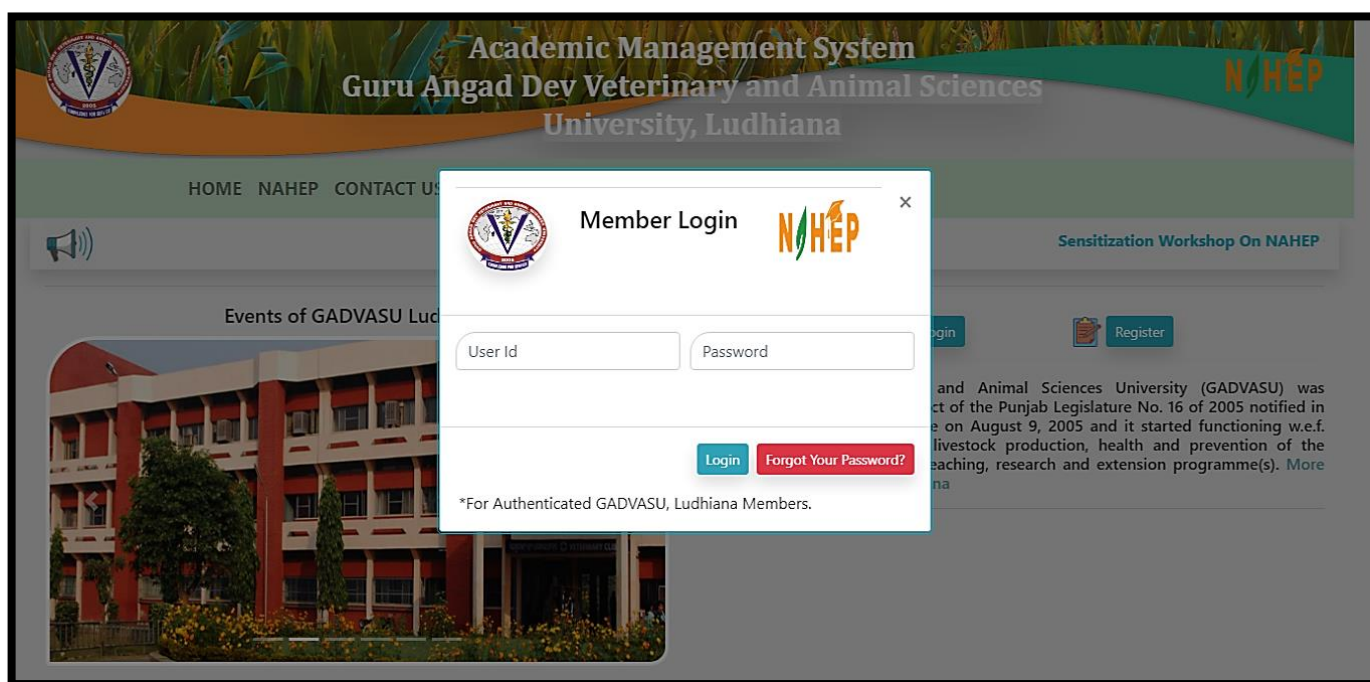 Academic Management System
Guru Angad Dev Veterinary and Animal Sciences
University, Ludhiana
NAHEP
HOME NAHEP CONTACT US
Member Login
NAHEP
×
Sensitization Workshop On NAHEP
Events of GADVASU Lud
User Id
Password
ogin
Register
and Animal Sciences University (GADVASU) was
ct of the Punjab Legislature No. 16 of 2005 notified in
e on August 9, 2005 and it started functioning w.e.f.
livestock production, health and prevention of the
eaching, research and extension programme(s). More
na
Login
Forgot Your Password?
*For Authenticated GADVASU, Ludhiana Members.